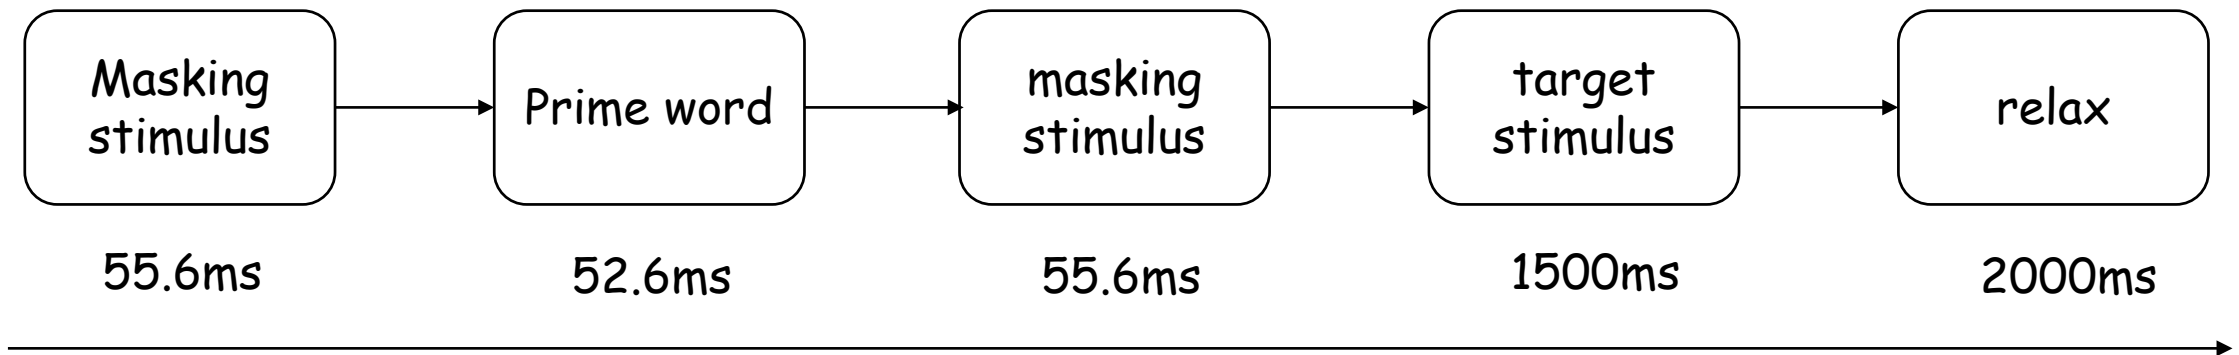 Masking
stimulus
Prime word
masking
stimulus
target
stimulus
relax
55.6ms
52.6ms
55.6ms
1500ms
2000ms